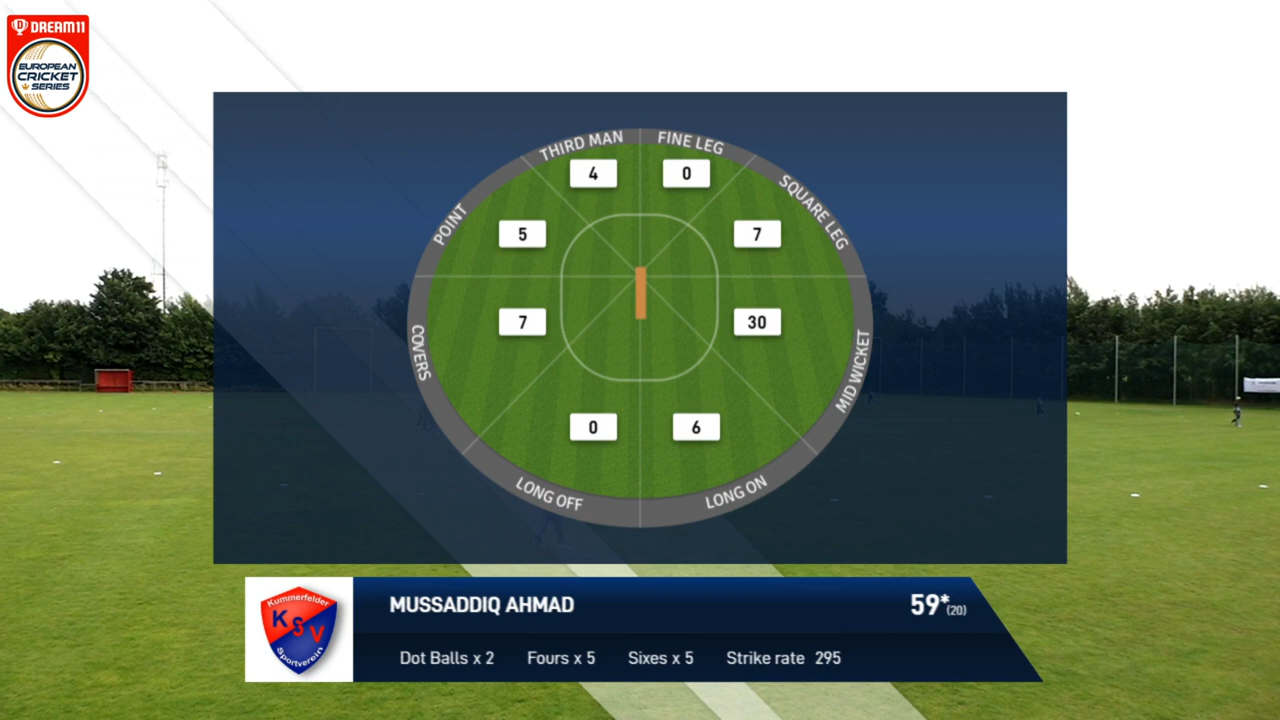 DREAM11
EUROPEAN
CRICKET
SERIES
THIRD MAN
FINE LEG
4
0
POINT
SQUARE LEG
5
7
7
30
COVERS
MID WICKET
0
6
LONG OFF
LONG ON
Kummerfelder
KSV
Sportverein
MUSSADDIQ AHMAD
59*(20)
Dot Balls x 2 Fours x 5 Sixes x 5 Strike rate 295